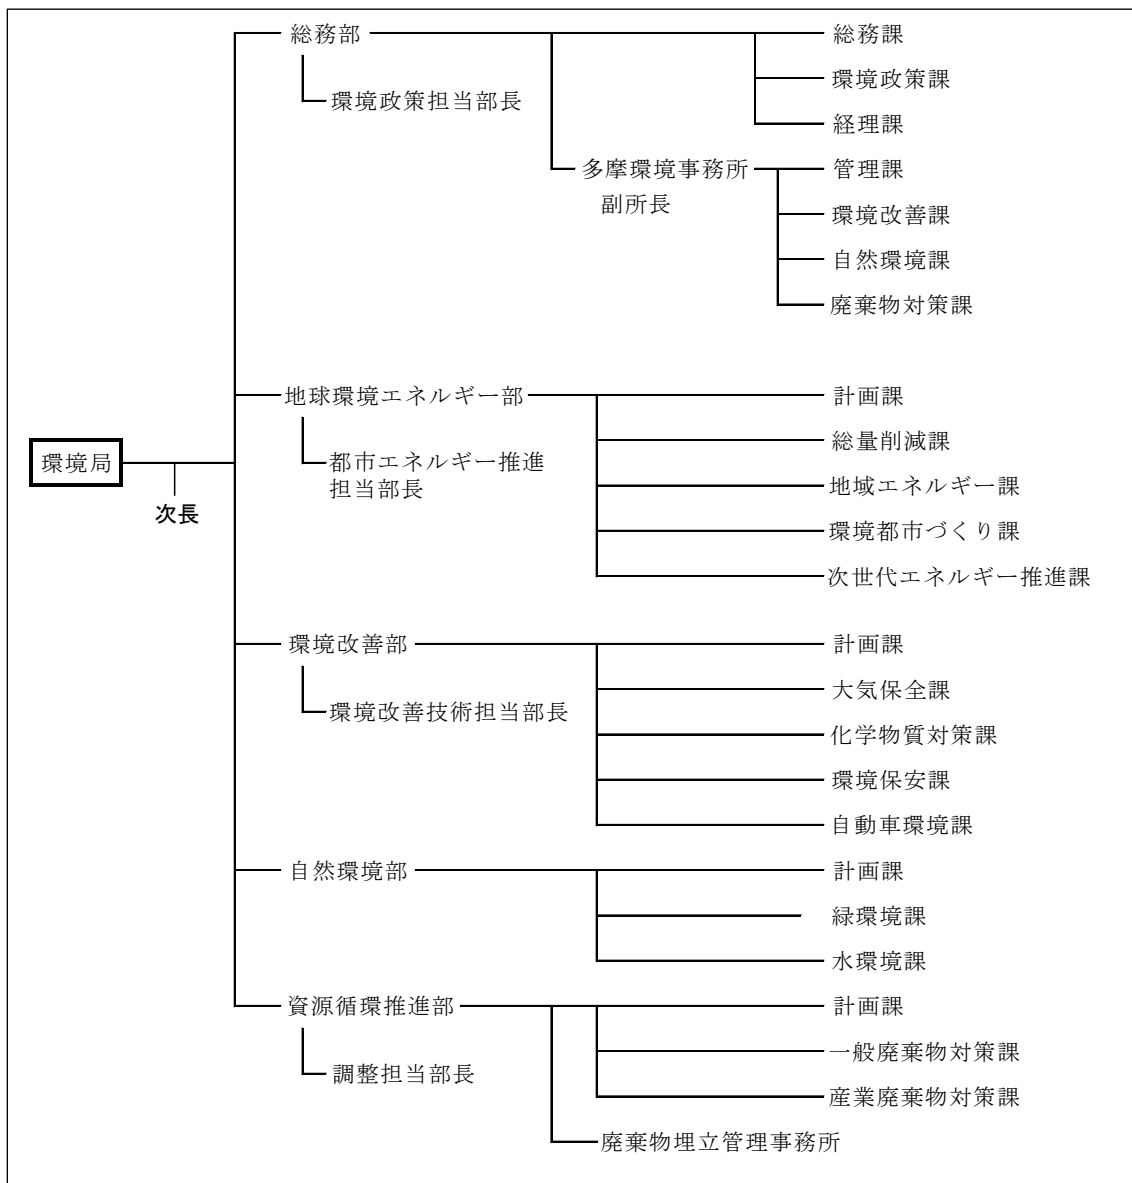 総務部
総務課
環境政策課
環境政策担当部長
経理課
多摩環境事務所
副所長
管理課
環境改善課
自然環境課
廃棄物対策課
地球環境エネルギー部
計画課
総量削減課
環境局
次長
都市エネルギー推進
担当部長
地域エネルギー課
環境都市づくり課
次世代エネルギー推進課
環境改善部
計画課
大気保全課
環境改善技術担当部長
化学物質対策課
環境保安課
自動車環境課
自然環境部
計画課
緑環境課
水環境課
資源循環推進部
計画課
一般廃棄物対策課
調整担当部長
産業廃棄物対策課
廃棄物埋立管理事務所